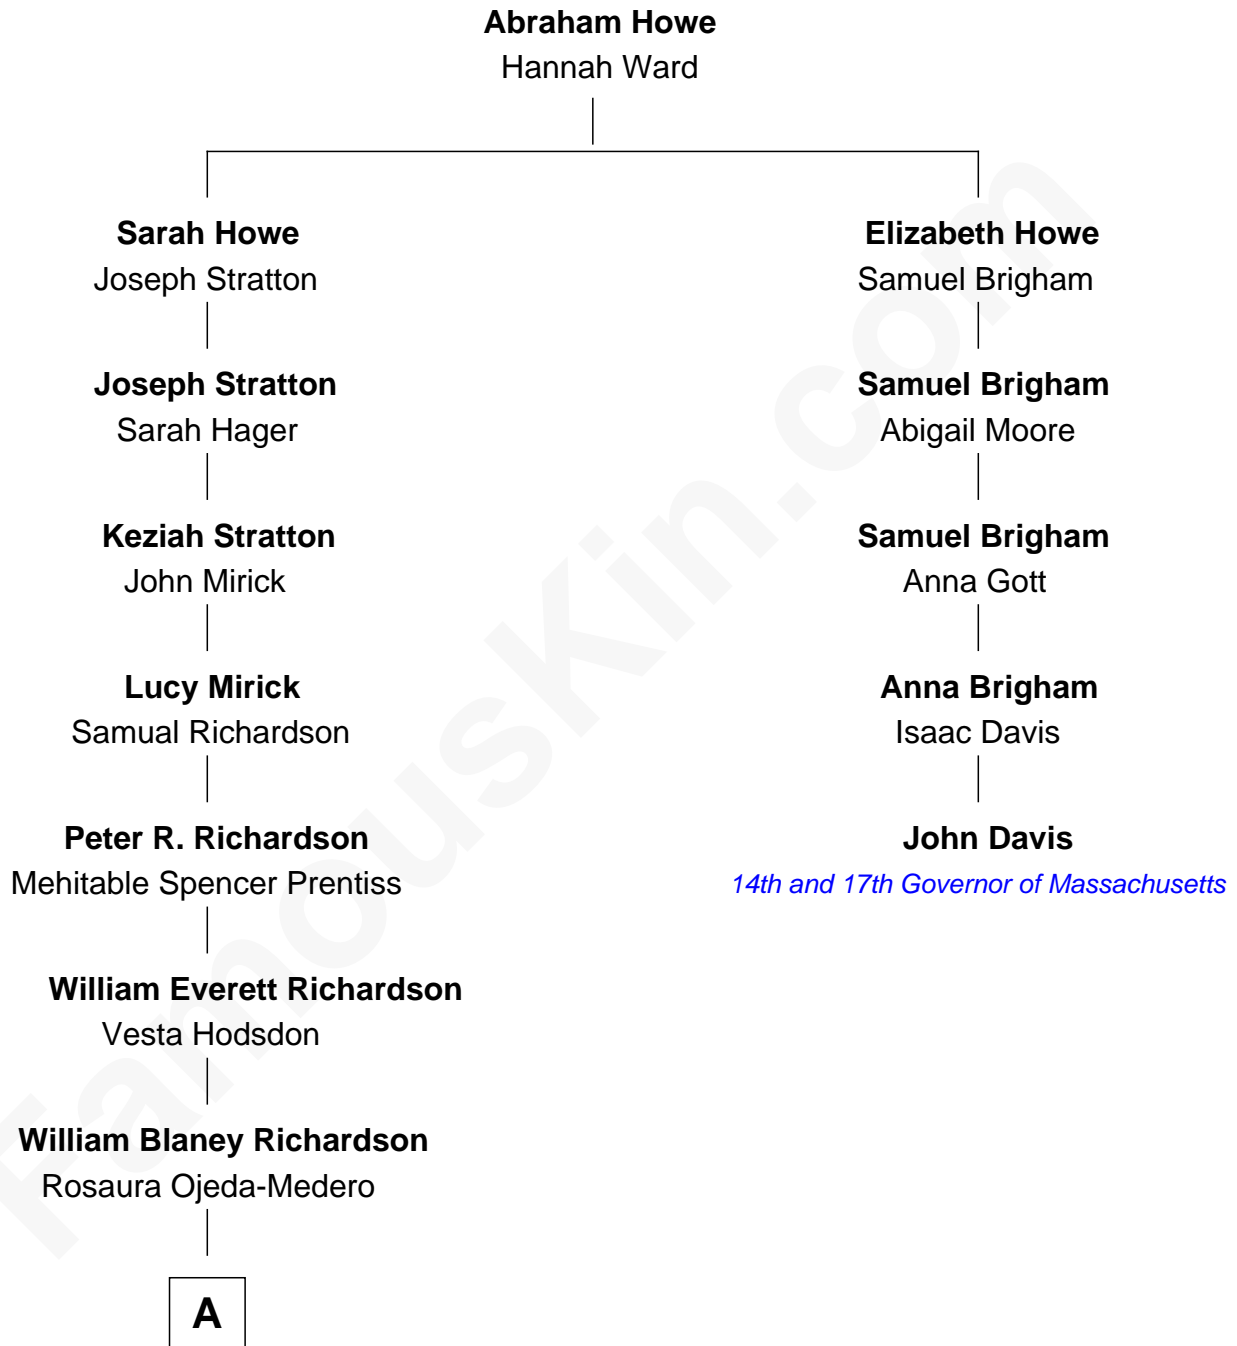 Abraham Howe
Hannah Ward
Sarah Howe
Joseph Stratton
Joseph Stratton
Sarah Hager
Keziah Stratton
John Mirick
Lucy Mirick
Samual Richardson
Peter R. Richardson
Mehitable Spencer Prentiss
William Everett Richardson
Vesta Hodsdon
William Blaney Richardson
Rosaura Ojeda-Medero
A
Elizabeth Howe
Samuel Brigham
Samuel Brigham
Abigail Moore
Samuel Brigham
Anna Gott
Anna Brigham
Isaac Davis
John Davis
14th and 17th Governor of Massachusetts
FamousKin.com